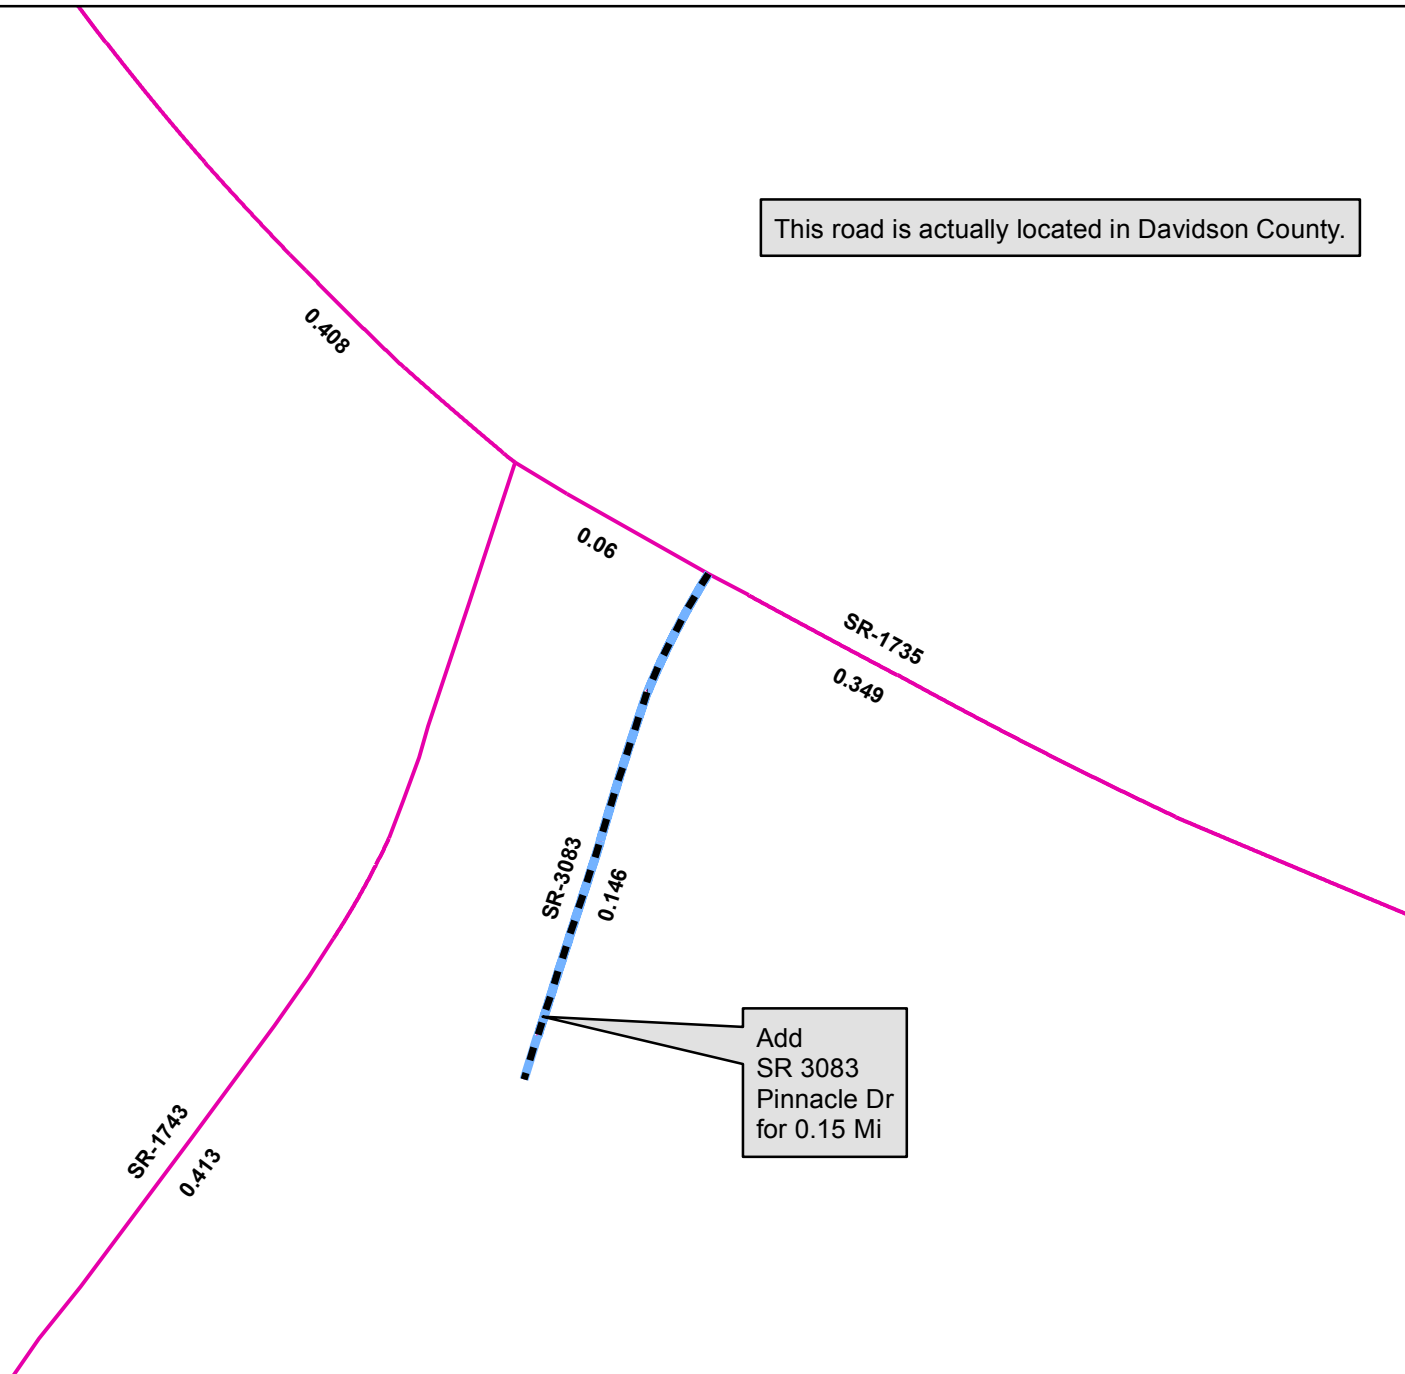 This road is actually located in Davidson County.
0.408
0.06
SR-1735
0.349
SR-3083
0.146
Add
SR 3083
Pinnacle Dr
for 0.15 Mi
SR-1743
0.413